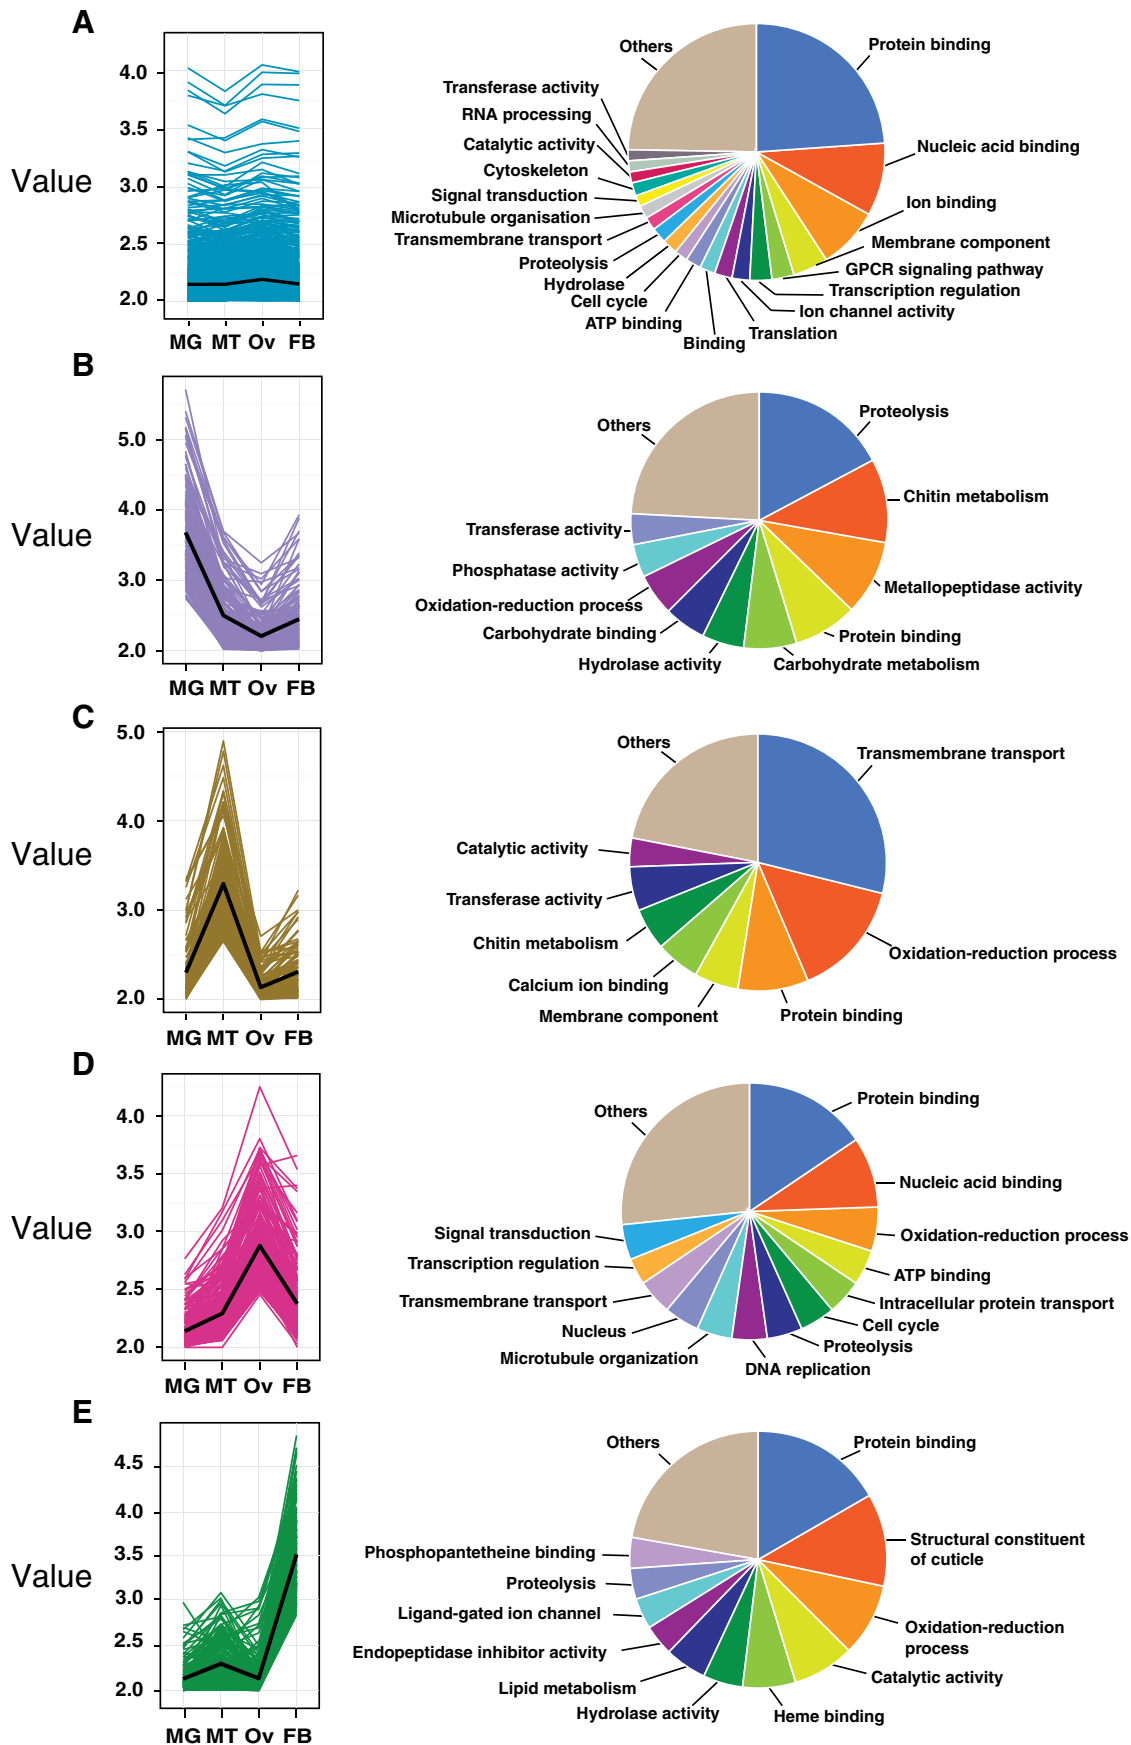 A
Value
4.0
3.5
3.0
2.5
2.0
MG MT Ov FB
Others
Protein binding
Transferase activity
RNA processing
Catalytic activity
Nucleic acid binding
Cytoskeleton
Signal transduction
Ion binding
Microtubule organisation
Transmembrane transport
Membrane component
Proteolysis
GPCR signaling pathway
Hydrolase
Transcription regulation
Cell cycle
Ion channel activity
ATP binding
Translation
Binding
B
Value
5.0
4.0
3.0
2.0
MG MT Ov FB
Proteolysis
Others
Chitin metabolism
Transferase activity
Phosphatase activity
Metallopeptidase activity
Oxidation-reduction process
Carbohydrate binding
Protein binding
Hydrolase activity
Carbohydrate metabolism
C
Value
5.0
4.0
3.0
2.0
MG MT Ov FB
Others
Transmembrane transport
Catalytic activity
Transferase activity
Chitin metabolism
Oxidation-reduction process
Calcium ion binding
Membrane component
Protein binding
D
Value
4.0
3.5
3.0
2.5
2.0
MG MT Ov FB
Protein binding
Others
Nucleic acid binding
Signal transduction
Oxidation-reduction process
Transcription regulation
ATP binding
Transmembrane transport
Intracellular protein transport
Nucleus
Cell cycle
Microtubule organization
Proteolysis
DNA replication
E
Value
4.5
4.0
3.5
3.0
2.5
2.0
MG MT Ov FB
Others
Protein binding
Structural constituent
of cuticle
Phosphopantetheine binding
Proteolysis
Ligand-gated ion channel
Oxidation-reduction
process
Endopeptidase inhibitor activity
Catalytic activity
Lipid metabolism
Hydrolase activity
Heme binding